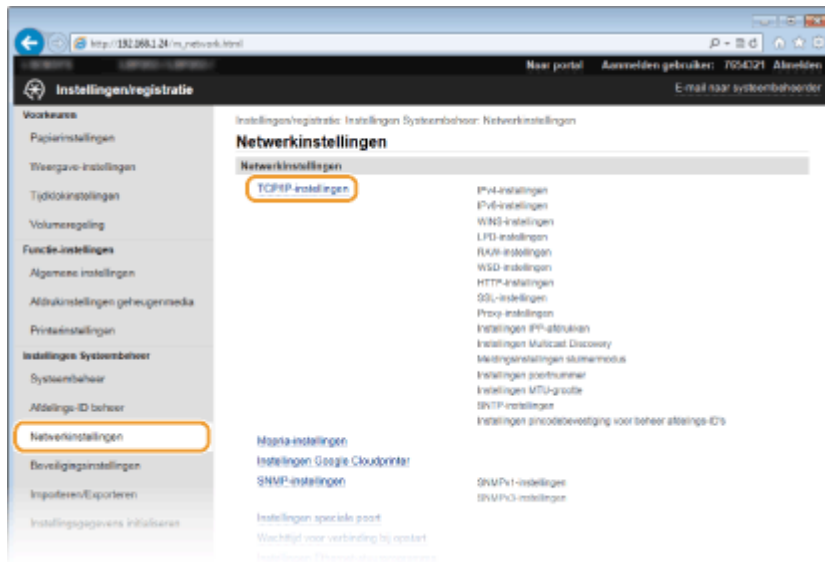 http://192.168.1.24/m_network.html
Naar portal Aanmelden gebruiker: 7654321 Afmelden
Instellingen/registratie
E-mail naar systeembeheerder
Voorkeuren
Papierinstellingen
Weergave-instellingen
Tijdklokinstellingen
Volumeregeling
Functie-instellingen
Algemene instellingen
Afdrukinstellingen geheugenmedia
Printerinstellingen
Instellingen Systeembeheer
Systeembeheer
Afdelings-ID beheer
Netwerkinstellingen
Beveiligingsinstellingen
Importeren/Exporteren
Instellingsgegevens initialiseren
Instellingen/registratie: Instellingen Systeembeheer: Netwerkinstellingen
Netwerkinstellingen
Netwerkinstellingen
TCP/IP-instellingen
IPv4-instellingen
IPv6-instellingen
WINS-instellingen
LPD-instellingen
RAW-instellingen
WSD-instellingen
HTTP-instellingen
SSL-instellingen
Proxy-instellingen
Instellingen IPP-afdrukken
Instellingen Multicast Discovery
Meldingsinstellingen sluimermodus
Instellingen poortnummer
Instellingen MTU-grootte
SNTP-instellingen
Instellingen pincodebevestiging voor beheer afdelings-ID's
Mopria-instellingen
Instellingen Google Cloudprinter
SNMP-instellingen
SNMPv1-instellingen
SNMPv3-instellingen
Instellingen speciale poort
Wachttijd voor verbinding bij opstart